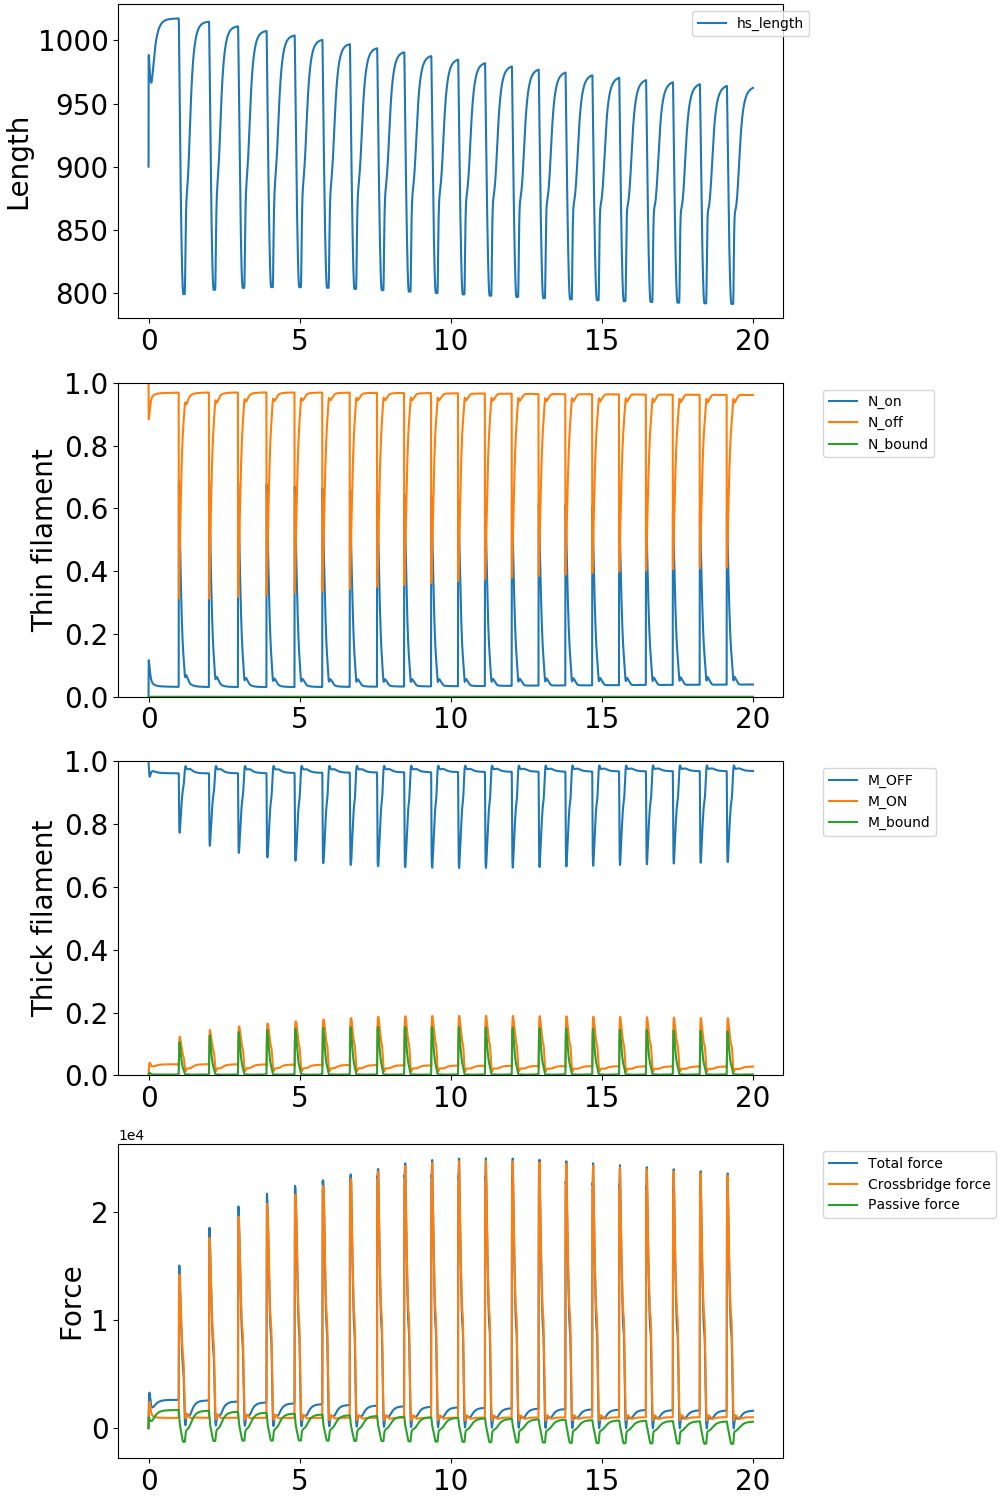 hs_length
1000
950
900
850
800
Length
0 5 10 15 20
1.0
0.8
0.6
0.4
0.2
0.0
Thin filament
N_on
N_off
N_bound
0 5 10 15 20
1.0
0.8
0.6
0.4
0.2
0.0
Thick filament
M_OFF
M_ON
M_bound
0 5 10 15 20
1e4
2
1
0
Force
Total force
Crossbridge force
Passive force
0 5 10 15 20